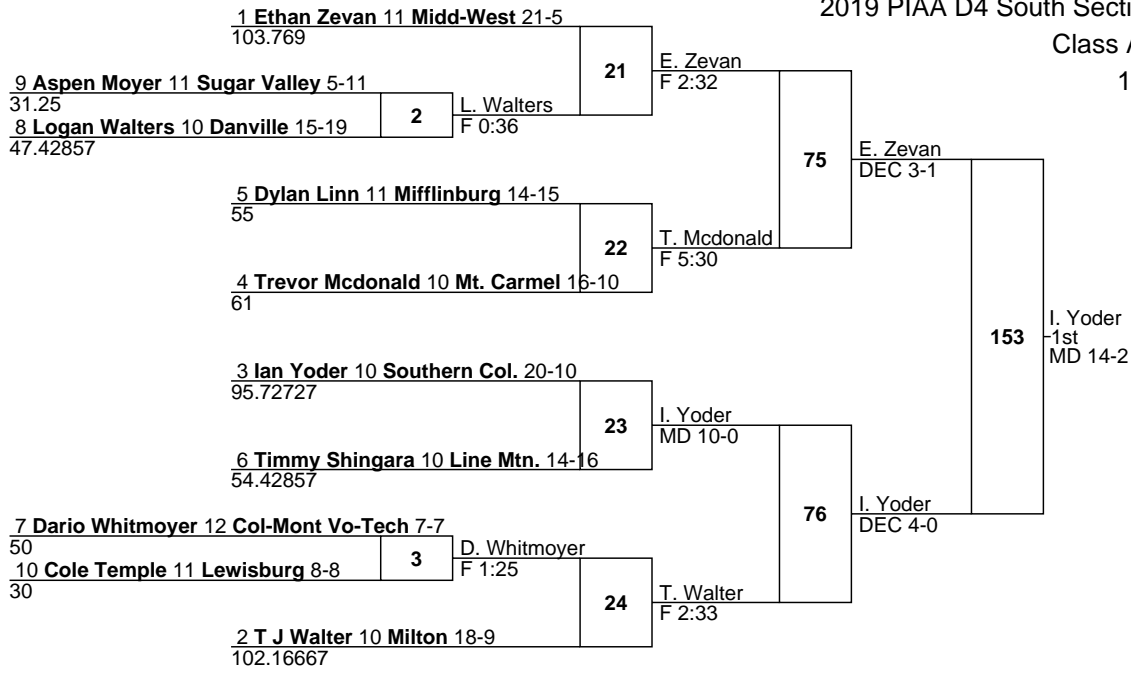 2019 PIAA D4 South Secti
Class A
1
1 Ethan Zevan 11 Midd-West 21-5
103.769
21
E. Zevan
F 2:32
9 Aspen Moyer 11 Sugar Valley 5-11
31.25
2
L. Walters
F 0:36
8 Logan Walters 10 Danville 15-19
47.42857
75
E. Zevan
DEC 3-1
5 Dylan Linn 11 Mifflinburg 14-15
55
22
T. Mcdonald
F 5:30
4 Trevor Mcdonald 10 Mt. Carmel 16-10
61
153
I. Yoder
1st
MD 14-2
3 Ian Yoder 10 Southern Col. 20-10
95.72727
23
I. Yoder
MD 10-0
6 Timmy Shingara 10 Line Mtn. 14-16
54.42857
76
I. Yoder
DEC 4-0
7 Dario Whitmoyer 12 Col-Mont Vo-Tech 7-7
50
3
D. Whitmoyer
F 1:25
10 Cole Temple 11 Lewisburg 8-8
30
24
T. Walter
F 2:33
2 T J Walter 10 Milton 18-9
102.16667